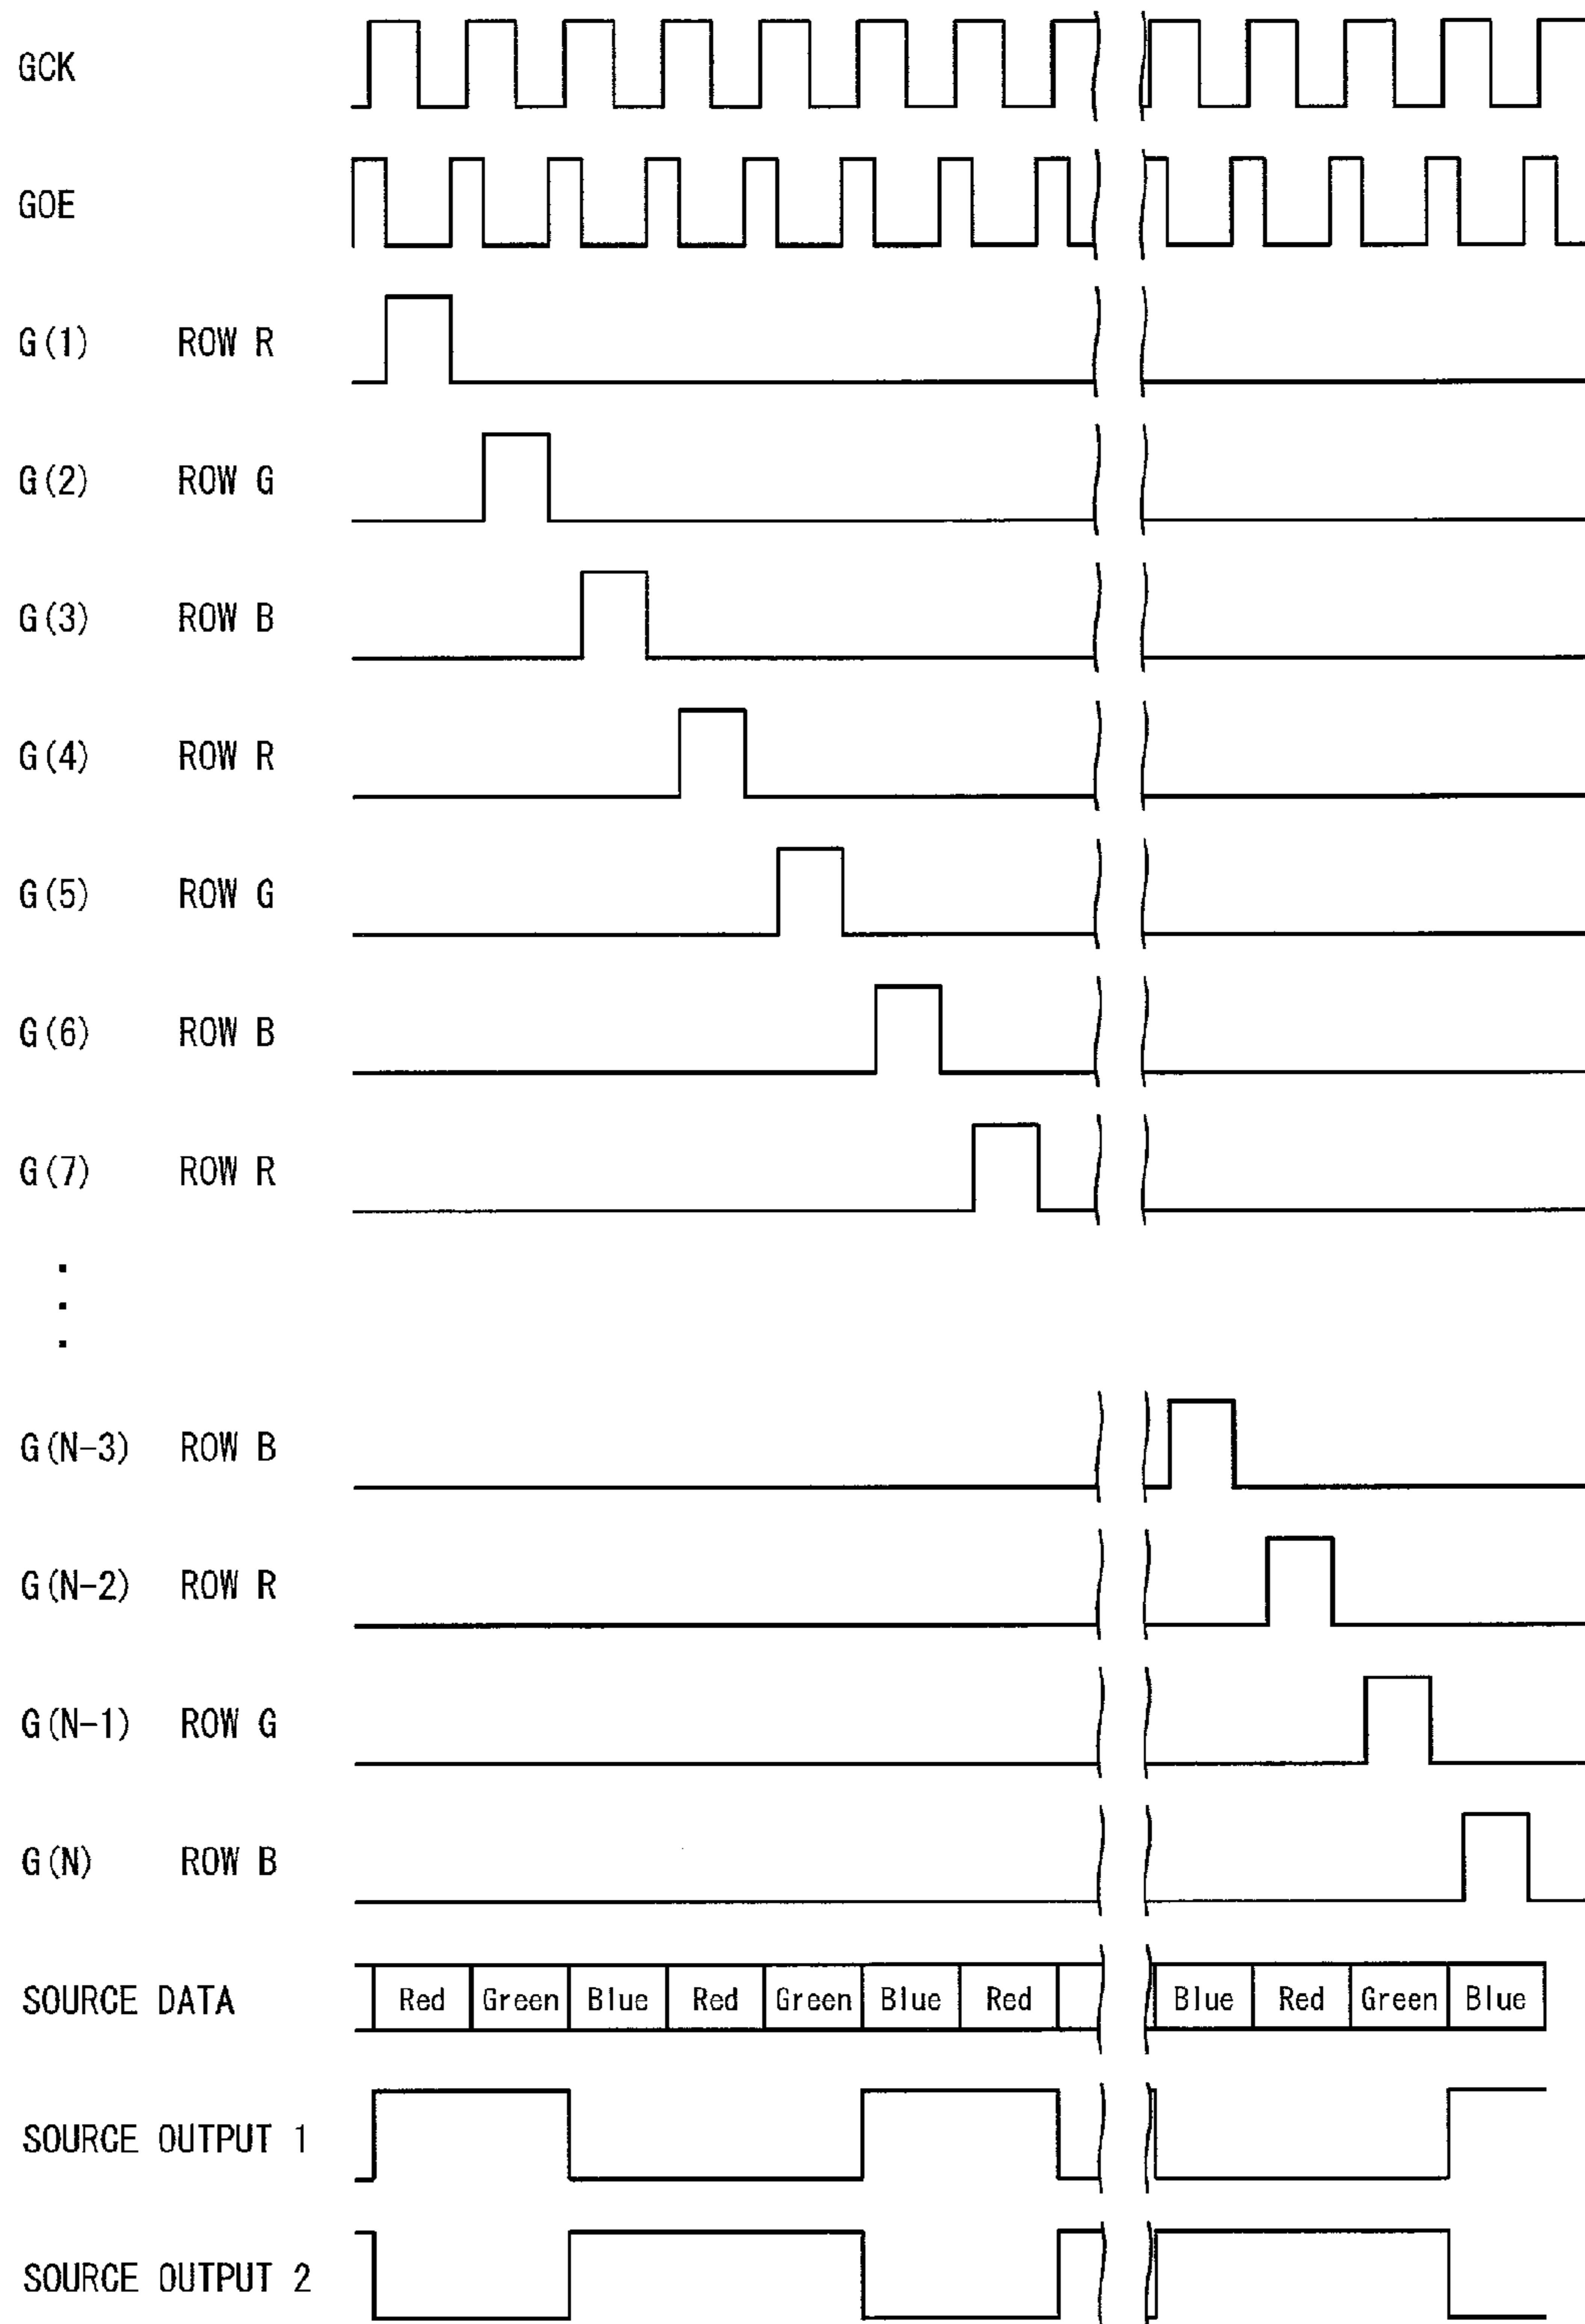 GCK
GOE
G(1) ROW R
G(2) ROW G
G(3) ROW B
G(4) ROW R
G(5) ROW G
G(6) ROW B
G(7) ROW R
G(N-3) ROW B
G(N-2) ROW R
G(N-1) ROW G
G(N) ROW B
SOURCE DATA Red Green Blue Red Green Blue Red Blue Red Green Blue
SOURCE OUTPUT 1
SOURCE OUTPUT 2